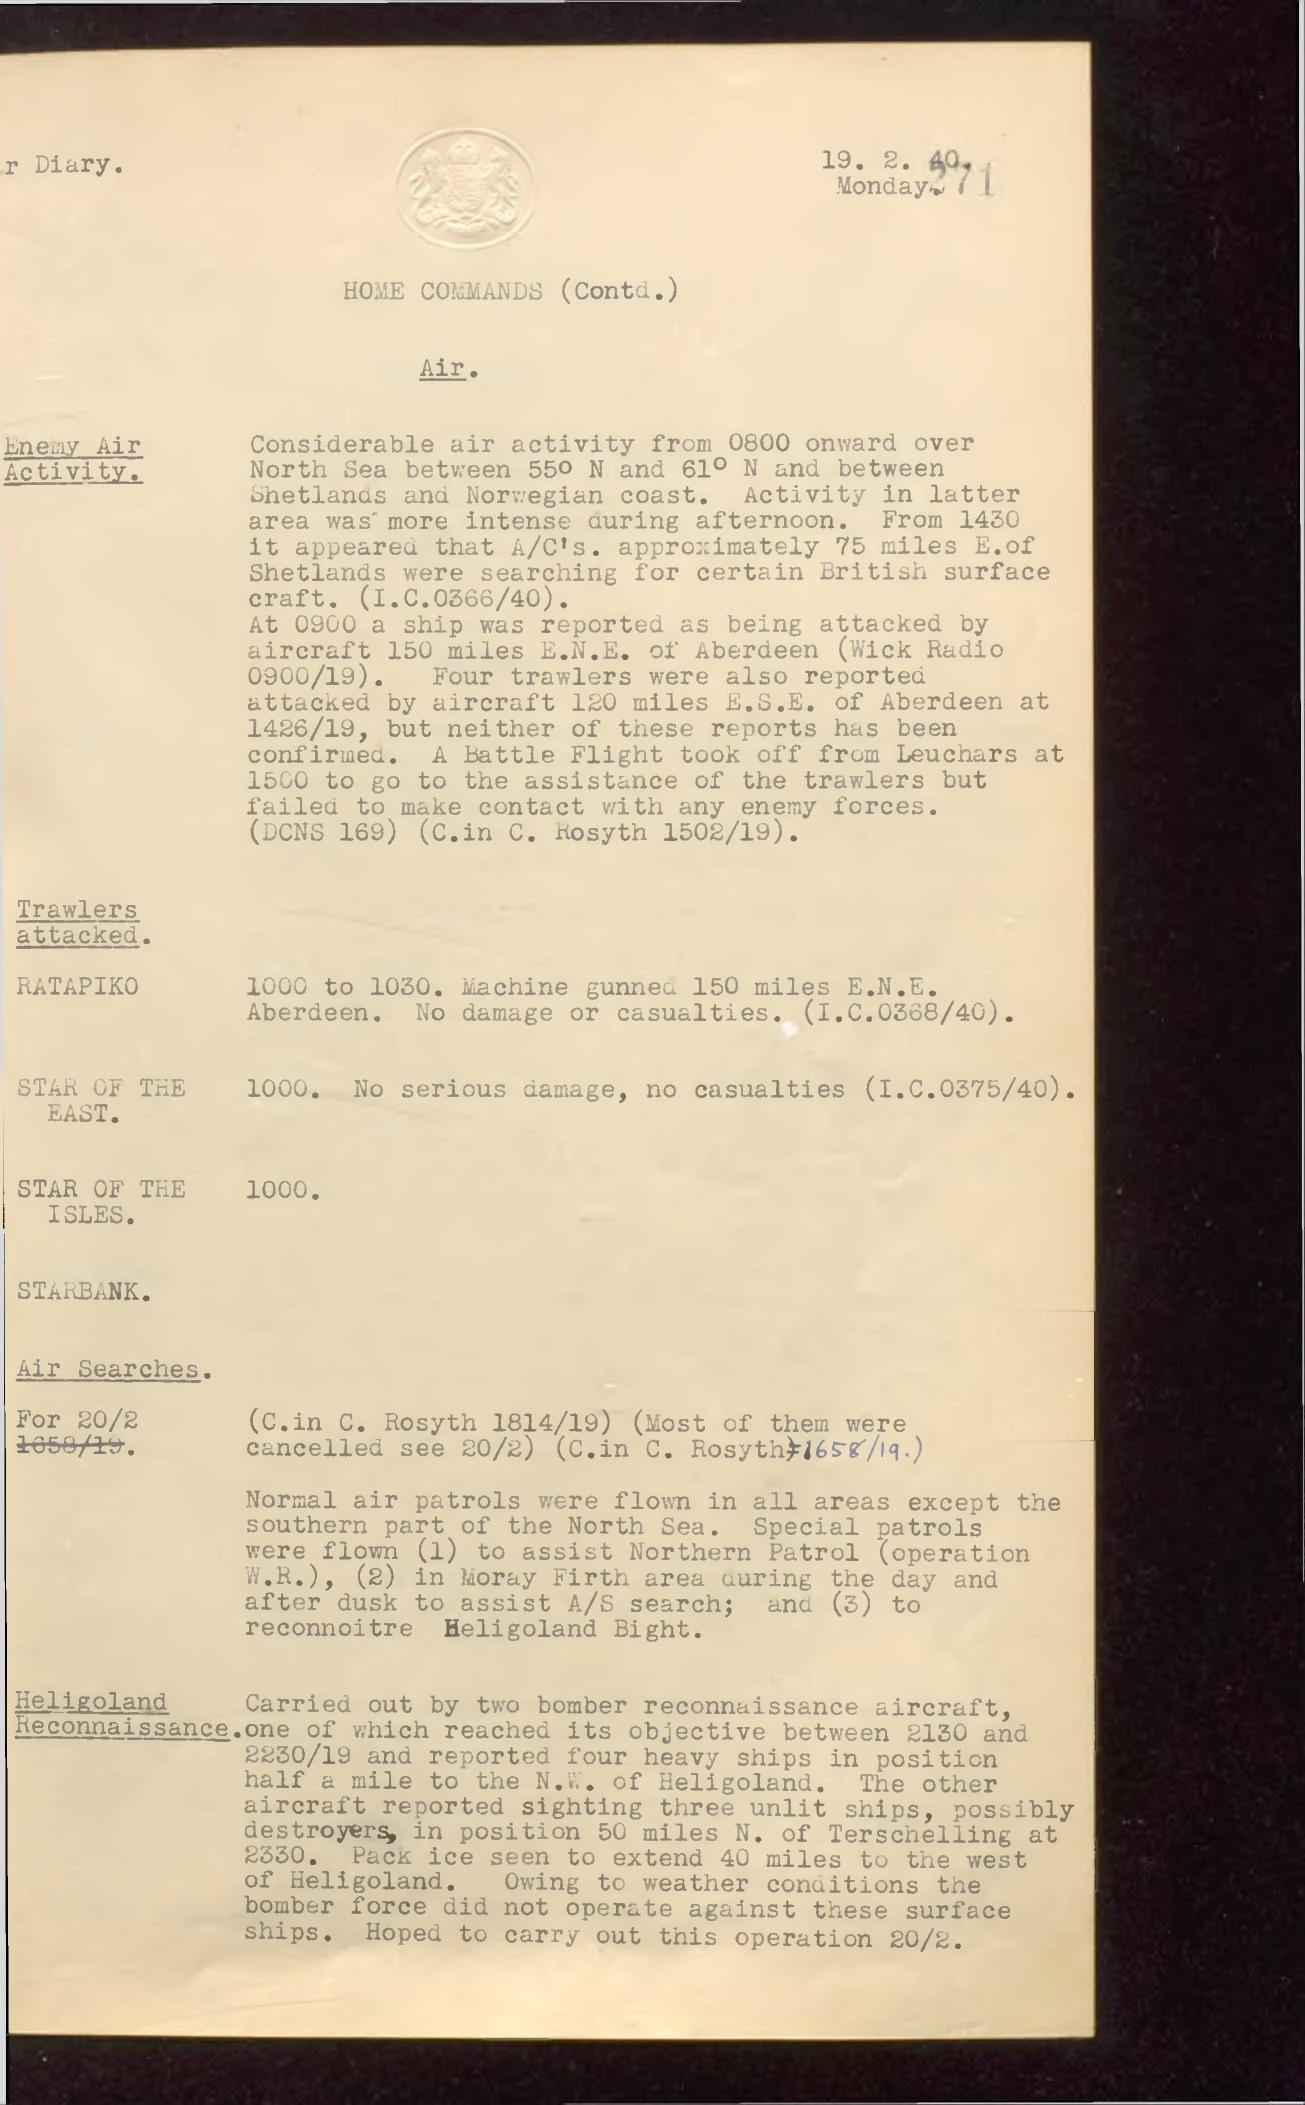 r Diary.
19. 2. 40.
Monday. 271
HOME COMMANDS (Contd.)
Air.
Enemy Air
Activity.
Considerable air activity from 0800 onward over
North Sea between 55º N and 61º N and between
Shetlands and Norwegian coast. Activity in latter
area was more intense during afternoon. From 1430
it appeared that A/C's. approximately 75 miles E.of
Shetlands were searching for certain British surface
craft. (I.C.0366/40).
At 0900 a ship was reported as being attacked by
aircraft 150 miles E.N.E. of Aberdeen (Wick Radio
0900/19). Four trawlers were also reported
attacked by aircraft 120 miles E.S.E. of Aberdeen at
1426/19, but neither of these reports has been
confirmed. A Battle Flight took off from Leuchars at
1500 to go to the assistance of the trawlers but
failed to make contact with any enemy forces.
(DCNS 169) (C.in C. Rosyth 1502/19).
Trawlers
attacked.
RATAPIKO
1000 to 1030. Machine gunned 150 miles E.N.E.
Aberdeen. No damage or casualties. (I.C.0368/40).
STAR OF THE
EAST.
1000. No serious damage, no casualties (I.C.0375/40).
STAR OF THE
ISLES.
1000.
STARBANK.
Air Searches.
For 20/2
1658/19.
(C.in C. Rosyth 1814/19) (Most of them were
cancelled see 20/2) (C.in C. Rosyth 1658/19.)
Normal air patrols were flown in all areas except the
southern part of the North Sea. Special patrols
were flown (1) to assist Northern Patrol (operation
W.R.), (2) in Moray Firth area during the day and
after dusk to assist A/S search; and (3) to
reconnoitre Heligoland Bight.
Heligoland
Reconnaissance.
Carried out by two bomber reconnaissance aircraft,
one of which reached its objective between 2130 and
2230/19 and reported four heavy ships in position
half a mile to the N.W. of Heligoland. The other
aircraft reported sighting three unlit ships, possibly
destroyers, in position 50 miles N. of Terschelling at
2330. Pack ice seen to extend 40 miles to the west
of Heligoland. Owing to weather conditions the
bomber force did not operate against these surface
ships. Hoped to carry out this operation 20/2.